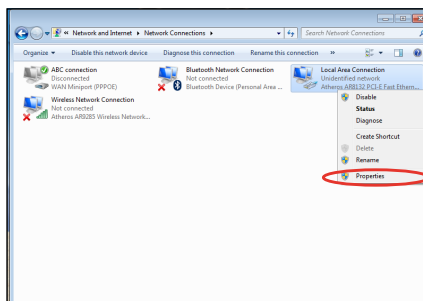 « Network and Internet ▸ Network Connections ▸
Search Network Connections
Organize
Disable this network device
Diagnose this connection
Rename this connection
»
ABC connection
Disconnected
WAN Miniport (PPPOE)
Bluetooth Network Connection
Not connected
Bluetooth Device (Personal Area ...
Local Area Connection
Unidentified network
Atheros AR8132 PCI-E Fast Ethern...
Wireless Network Connection
Not connected
Atheros AR9285 Wireless Network...
Disable
Status
Diagnose
Create Shortcut
Delete
Rename
Properties